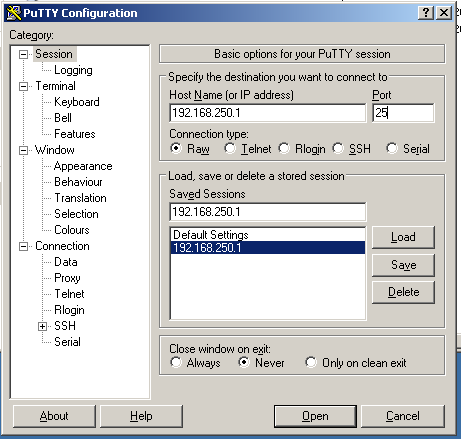 PuTTY Configuration
Category:
Session
Logging
Terminal
Keyboard
Bell
Features
Window
Appearance
Behaviour
Translation
Selection
Colours
Connection
Data
Proxy
Telnet
Rlogin
SSH
Serial
Basic options for your PuTTY session
Specify the destination you want to connect to
Host Name (or IP address) Port
192.168.250.1 25
Connection type:
Raw Telnet Rlogin SSH Serial
Load, save or delete a stored session
Saved Sessions
192.168.250.1
Default Settings
192.168.250.1
Load
Save
Delete
Close window on exit:
Always Never Only on clean exit
About Help Open Cancel